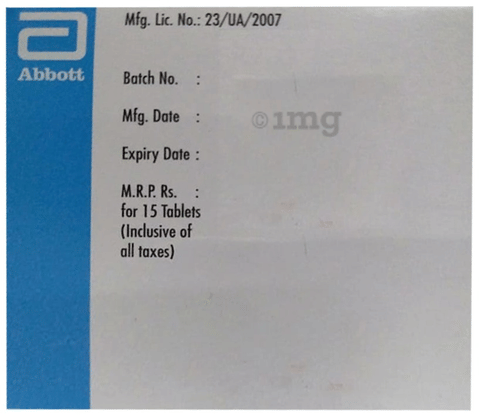 Mfg. Lic. No.: 23/UA/2007
Abbott
Batch No. :
Mfg. Date :
©1mg
Expiry Date :
M.R.P. Rs. :
for 15 Tablets
(Inclusive of
all taxes)